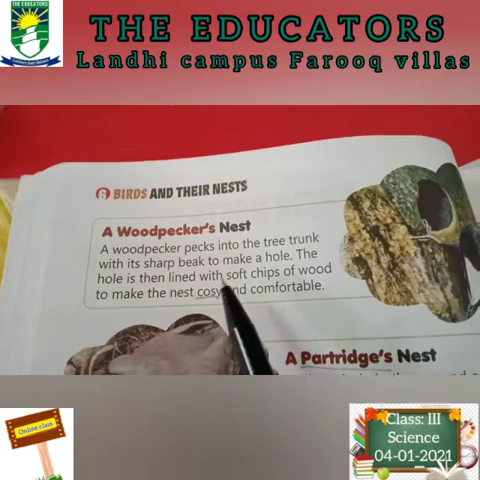 THE EDUCATORS
Landhi campus Farooq villas
6 BIRDS AND THEIR NESTS
A Woodpecker's Nest
A woodpecker pecks into the tree trunk
with its sharp beak to make a hole. The
hole is then lined with soft chips of wood
to make the nest cosy and comfortable.
A Partridge's Nest
Online class
Class: III
Science
04-01-2021